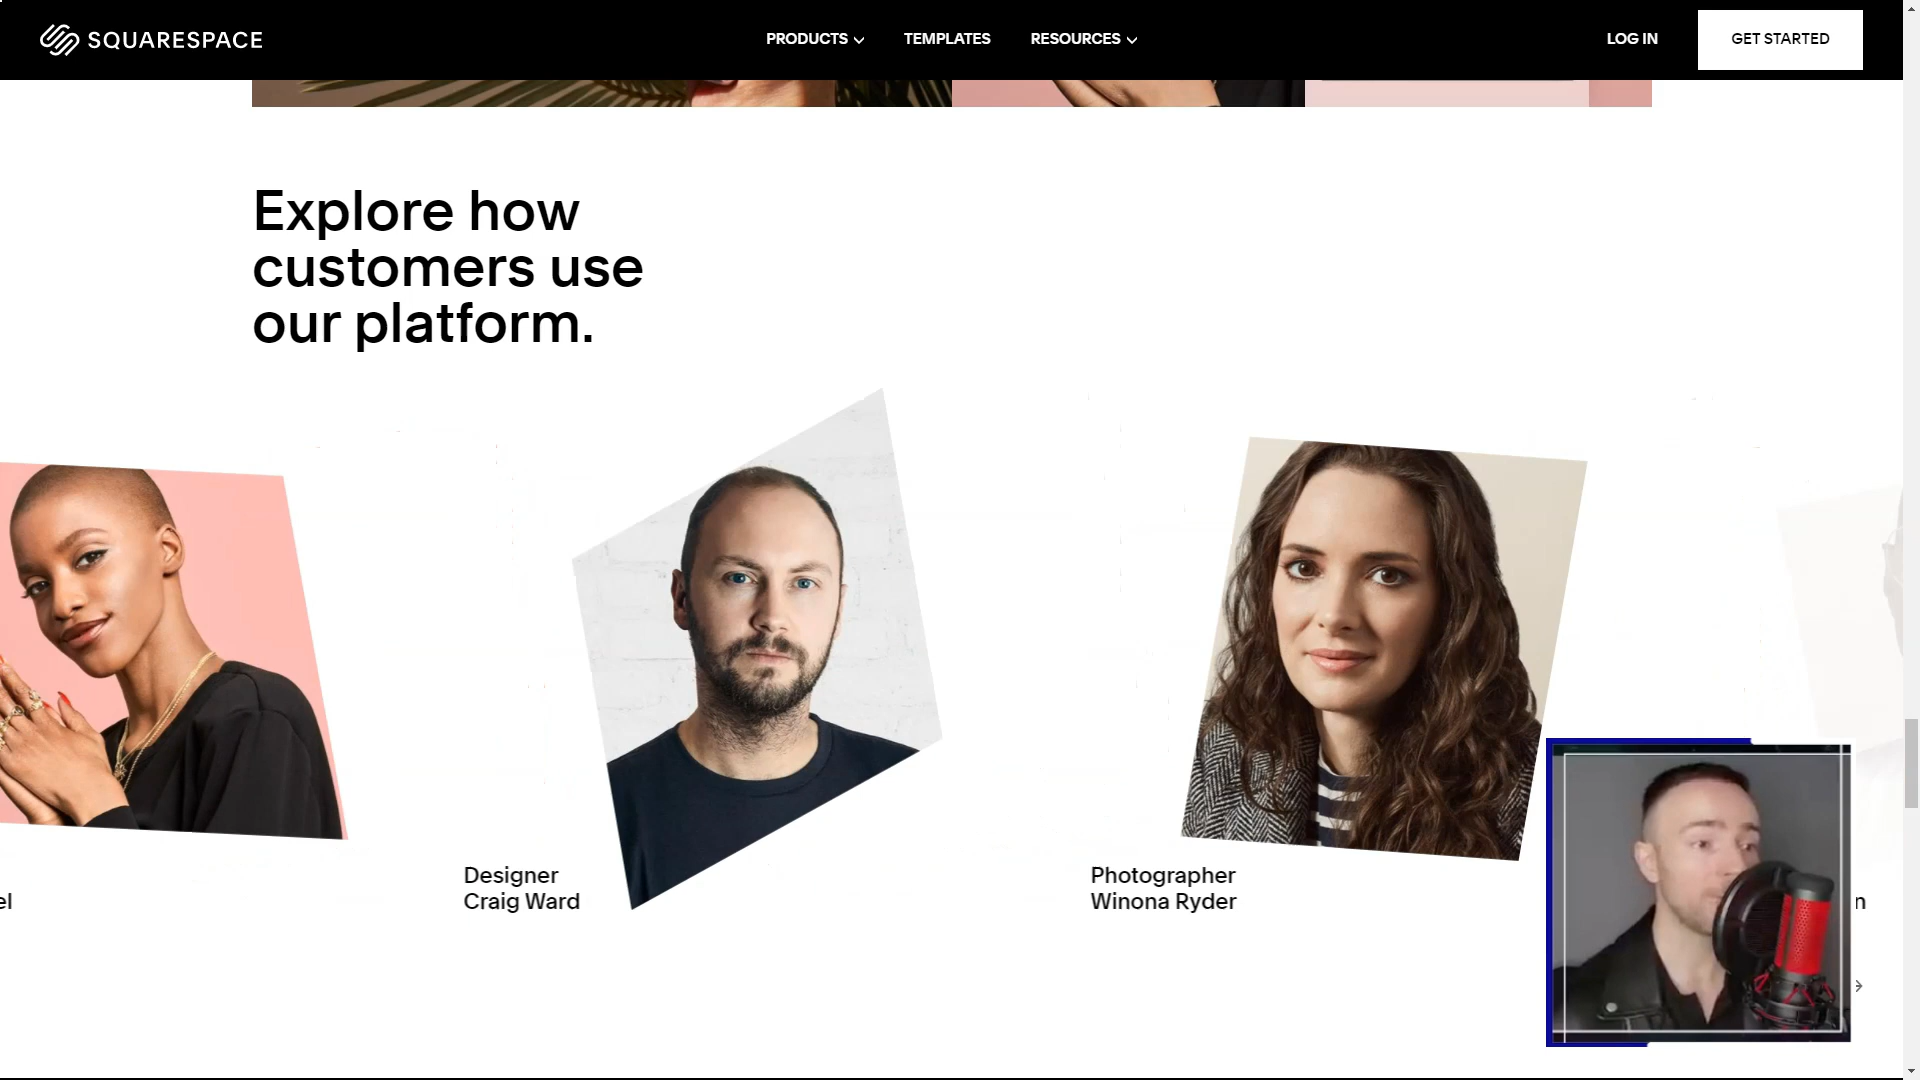 SQUARESPACE
PRODUCTS
TEMPLATES
RESOURCES
LOG IN
GET STARTED
Explore how
customers use
our platform.
el
Designer
Craig Ward
Photographer
Winona Ryder
n